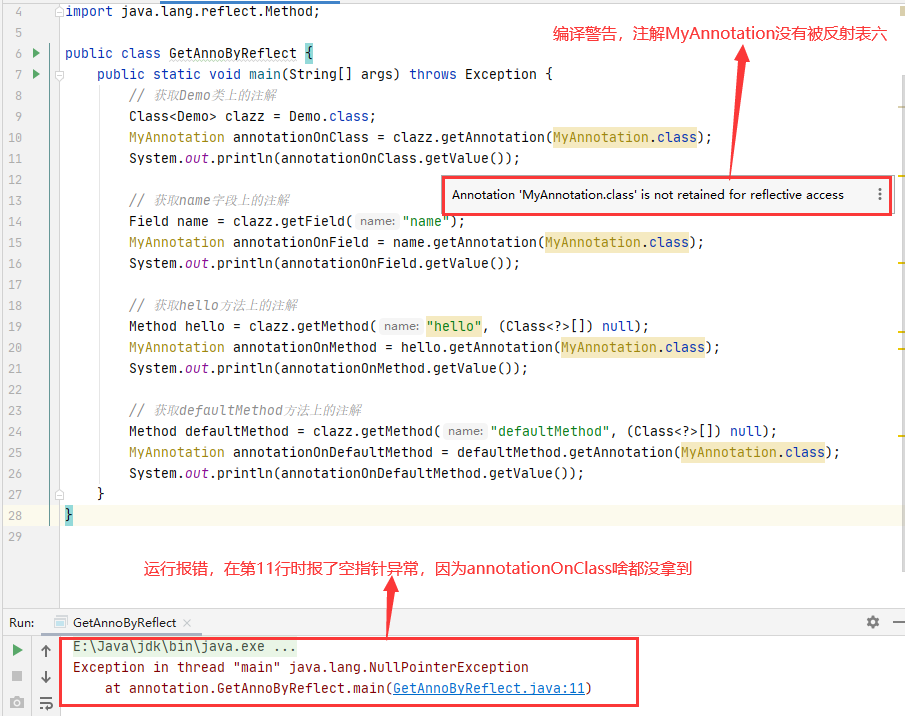 4 import java.lang.reflect.Method;
5
编译警告，注解MyAnnotation没有被反射表六
6 public class GetAnnoByReflect {
7 public static void main(String[] args) throws Exception {
8 // 获取Demo类上的注解
9 Class<Demo> clazz = Demo.class;
10 MyAnnotation annotationOnClass = clazz.getAnnotation(MyAnnotation.class);
11 System.out.println(annotationOnClass.getValue());
12
Annotation 'MyAnnotation.class' is not retained for reflective access
13 // 获取name字段上的注解
14 Field name = clazz.getField( name: "name");
15 MyAnnotation annotationOnField = name.getAnnotation(MyAnnotation.class);
16 System.out.println(annotationOnField.getValue());
17
18 // 获取hello方法上的注解
19 Method hello = clazz.getMethod( name: "hello", (Class<?>[]) null);
20 MyAnnotation annotationOnMethod = hello.getAnnotation(MyAnnotation.class);
21 System.out.println(annotationOnMethod.getValue());
22
23 // 获取defaultMethod方法上的注解
24 Method defaultMethod = clazz.getMethod( name: "defaultMethod", (Class<?>[]) null);
25 MyAnnotation annotationOnDefaultMethod = defaultMethod.getAnnotation(MyAnnotation.class);
26 System.out.println(annotationOnDefaultMethod.getValue());
27 }
28 }
29
运行报错，在第11行时报了空指针异常，因为annotationOnClass啥都没拿到
Run: GetAnnoByReflect
E:\Java\jdk\bin\java.exe ...
Exception in thread "main" java.lang.NullPointerException
at annotation.GetAnnoByReflect.main(GetAnnoByReflect.java:11)